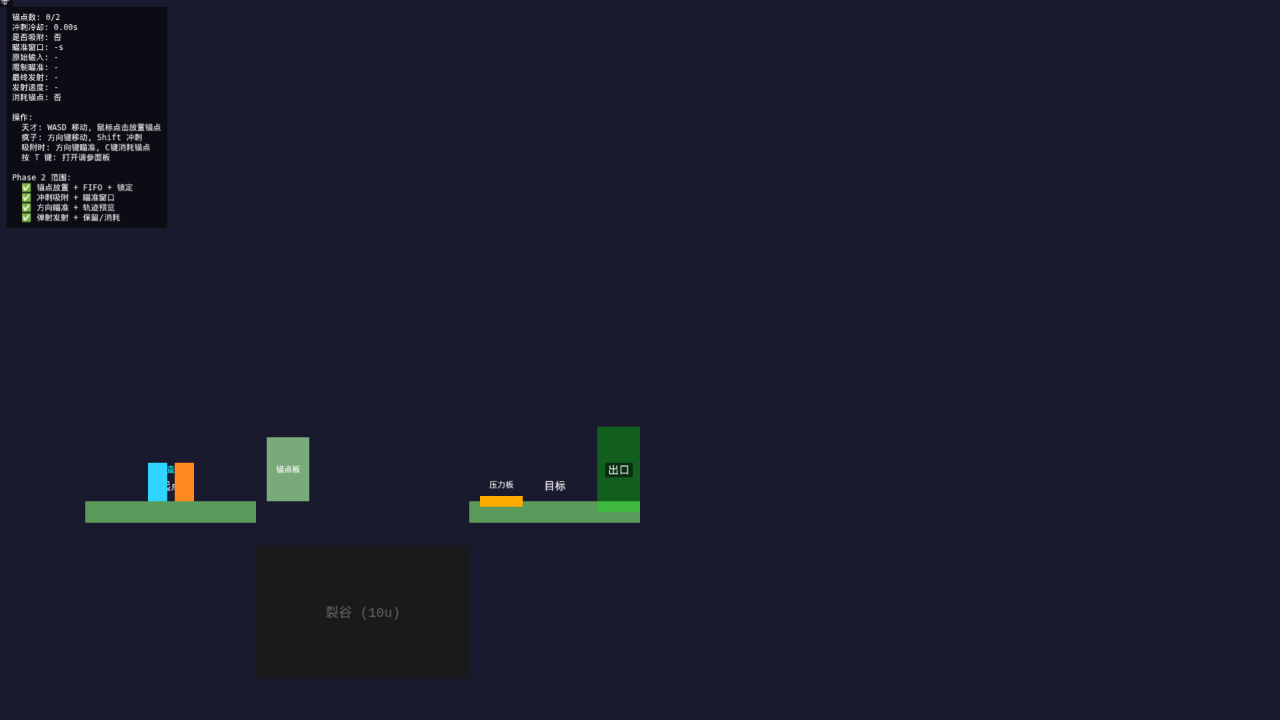 锚点数: 0/2
冲刺冷却: 0.00s
是否吸附: 否
瞄准窗口: -s
原始输入: -
限制瞄准: -
最终发射: -
发射速度: -
消耗锚点: 否
操作:
天才: WASD 移动, 鼠标点击放置锚点
疯子: 方向键移动, Shift 冲刺
吸附时: 方向键瞄准, C键消耗锚点
按 T 键: 打开调参面板
Phase 2 范围:
✅ 锚点放置 + FIFO + 锁定
✅ 冲刺吸附 + 瞄准窗口
✅ 方向瞄准 + 轨迹预览
✅ 弹射发射 + 保留/消耗
锚点板
出口
压力板
目标
裂谷 (10u)